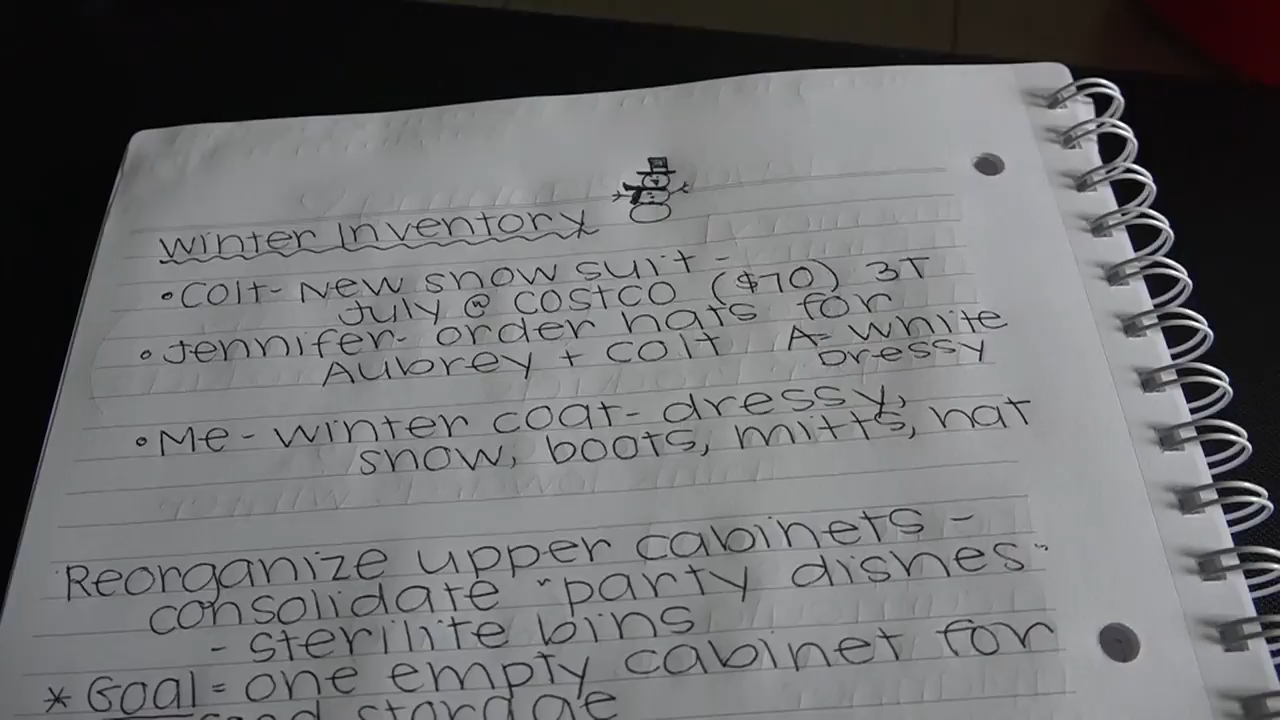 Winter Inventory
• Colt- New snow suit -
July @ Costco ($70) 3T
• Jennifer- order hats for
Aubrey + Colt A= White
Dressy
• Me - winter coat - dressy,
snow, boots, mitts, hat
Reorganize upper cabinets -
consolidate "party dishes"
- sterilite bins
* Goal = one empty cabinet for
storage